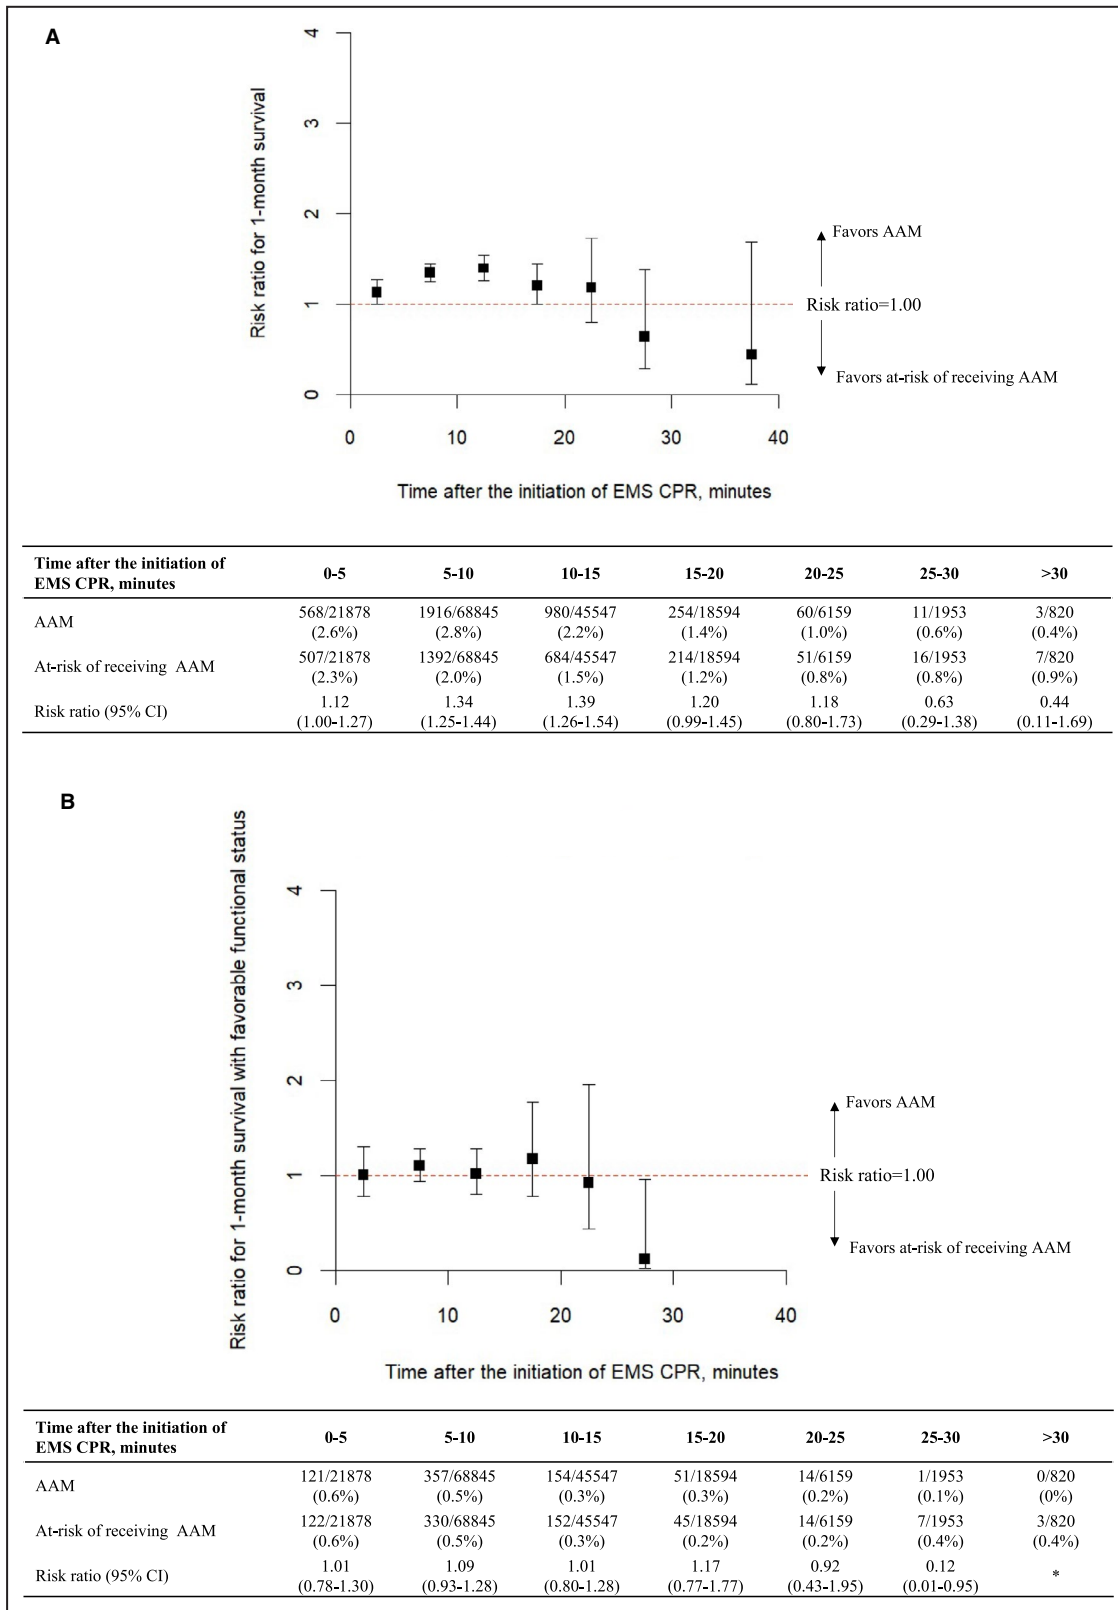 A
Risk ratio for 1-month survival
4
3
2
1
0
Favors AAM
Risk ratio=1.00
Favors at-risk of receiving AAM
0 10 20 30 40
Time after the initiation of EMS CPR, minutes
Time after the initiation of
EMS CPR, minutes 0-5 5-10 10-15 15-20 20-25 25-30 >30
AAM 568/21878 1916/68845 980/45547 254/18594 60/6159 11/1953 3/820
(2.6%) (2.8%) (2.2%) (1.4%) (1.0%) (0.6%) (0.4%)
At-risk of receiving AAM 507/21878 1392/68845 684/45547 214/18594 51/6159 16/1953 7/820
(2.3%) (2.0%) (1.5%) (1.2%) (0.8%) (0.8%) (0.9%)
Risk ratio (95% CI) 1.12 1.34 1.39 1.20 1.18 0.63 0.44
(1.00-1.27) (1.25-1.44) (1.26-1.54) (0.99-1.45) (0.80-1.73) (0.29-1.38) (0.11-1.69)
B
Risk ratio for 1-month survival with favorable functional status
4
3
2
1
0
Favors AAM
Risk ratio=1.00
Favors at-risk of receiving AAM
0 10 20 30 40
Time after the initiation of EMS CPR, minutes
Time after the initiation of
EMS CPR, minutes 0-5 5-10 10-15 15-20 20-25 25-30 >30
AAM 121/21878 357/68845 154/45547 51/18594 14/6159 1/1953 0/820
(0.6%) (0.5%) (0.3%) (0.3%) (0.2%) (0.1%) (0%)
At-risk of receiving AAM 122/21878 330/68845 152/45547 45/18594 14/6159 7/1953 3/820
(0.6%) (0.5%) (0.3%) (0.2%) (0.2%) (0.4%) (0.4%)
Risk ratio (95% CI) 1.01 1.09 1.01 1.17 0.92 0.12 *
(0.78-1.30) (0.93-1.28) (0.80-1.28) (0.77-1.77) (0.43-1.95) (0.01-0.95)